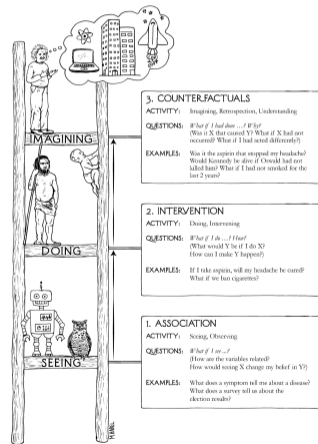 3. COUNTERFACTUALS
ACTIVITY: Imagining, Retrospection, Understanding
QUESTIONS: What if I had done ...? Why?
(Was it X that caused Y? What if X had not
occurred? What if I had acted differently?)
EXAMPLES: Was it the aspirin that stopped my headache?
Would Kennedy be alive if Oswald had not
killed him? What if I had not smoked for the
last 2 years?
IMAGINING
2. INTERVENTION
ACTIVITY: Doing, Intervening
QUESTIONS: What if I do ...? How?
(What would Y be if I do X?
How can I make Y happen?)
EXAMPLES: If I take aspirin, will my headache be cured?
What if we ban cigarettes?
DOING
1. ASSOCIATION
ACTIVITY: Seeing, Observing
QUESTIONS: What if I see ...?
(How are the variables related?
How would seeing X change my belief in Y?)
EXAMPLES: What does a symptom tell me about a disease?
What does a survey tell us about the
election results?
SEEING